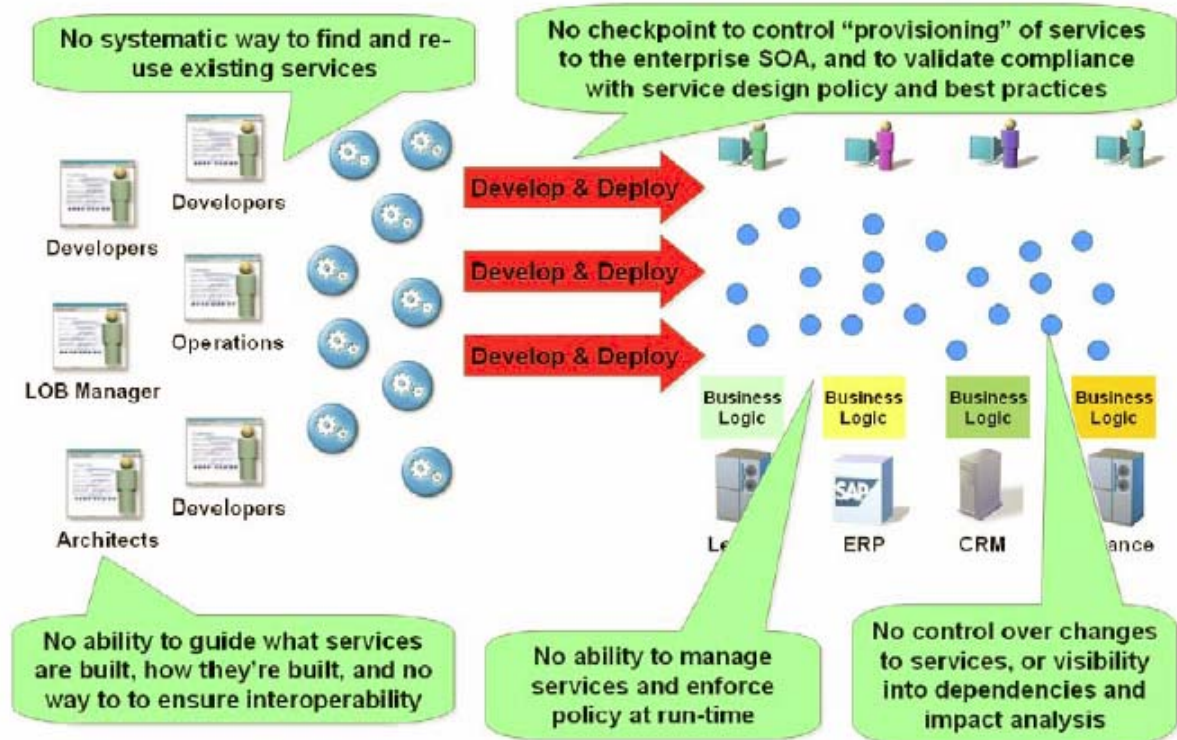 No systematic way to find and re-
use existing services
No checkpoint to control “provisioning” of services
to the enterprise SOA, and to validate compliance
with service design policy and best practices
Developers
Developers
Operations
LOB Manager
Developers
Architects
Develop & Deploy
Develop & Deploy
Develop & Deploy
Business
Logic
Business
Logic
Business
Logic
Business
Logic
SAP
ERP
CRM
No ability to guide what services
are built, how they’re built, and no
way to to ensure interoperability
No ability to manage
services and enforce
policy at run-time
No control over changes
to services, or visibility
into dependencies and
impact analysis